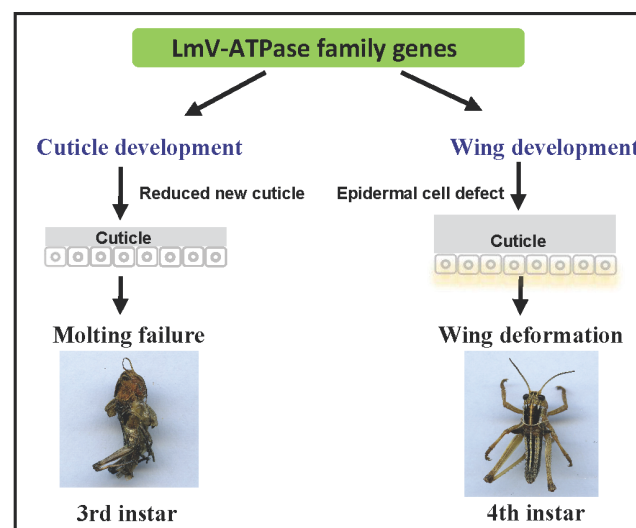 LmV-ATPase family genes
Cuticle development
Wing development
Reduced new cuticle
Epidermal cell defect
Cuticle
Cuticle
Molting failure
Wing deformation
3rd instar
4th instar